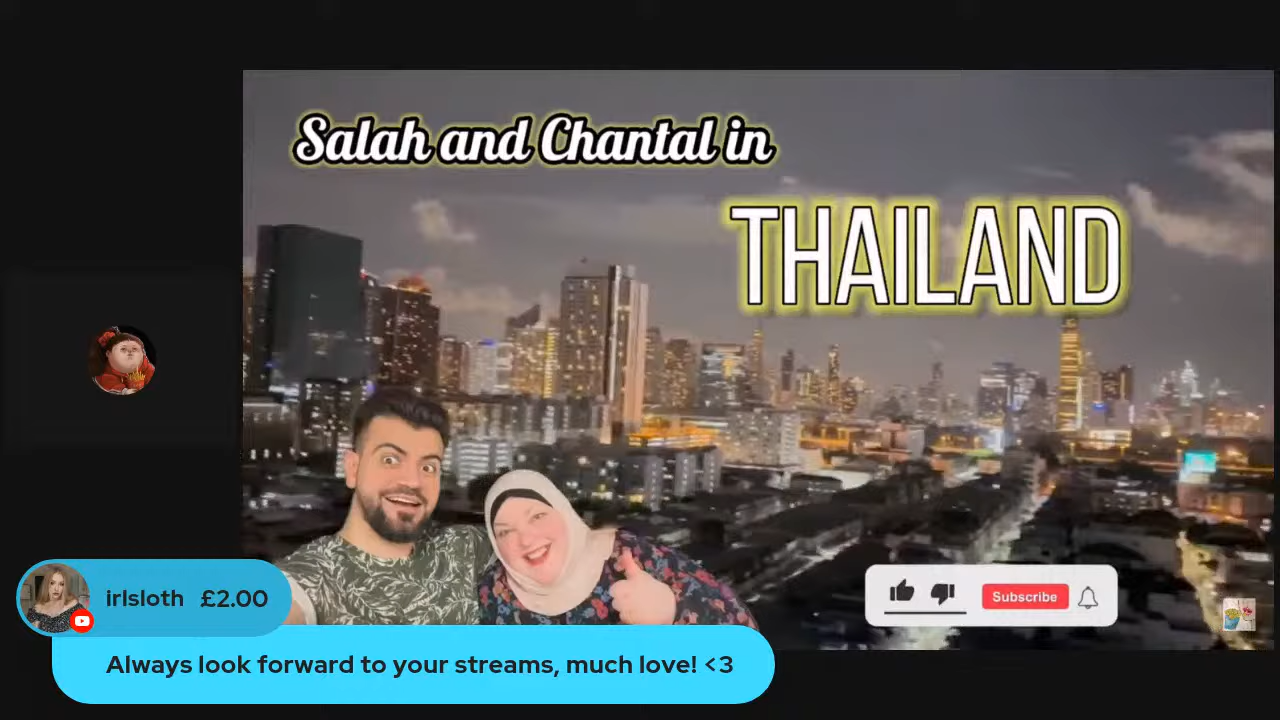 Salah and Chantal in
THAILAND
Subscribe
irlsloth £2.00
Always look forward to your streams, much love! <3